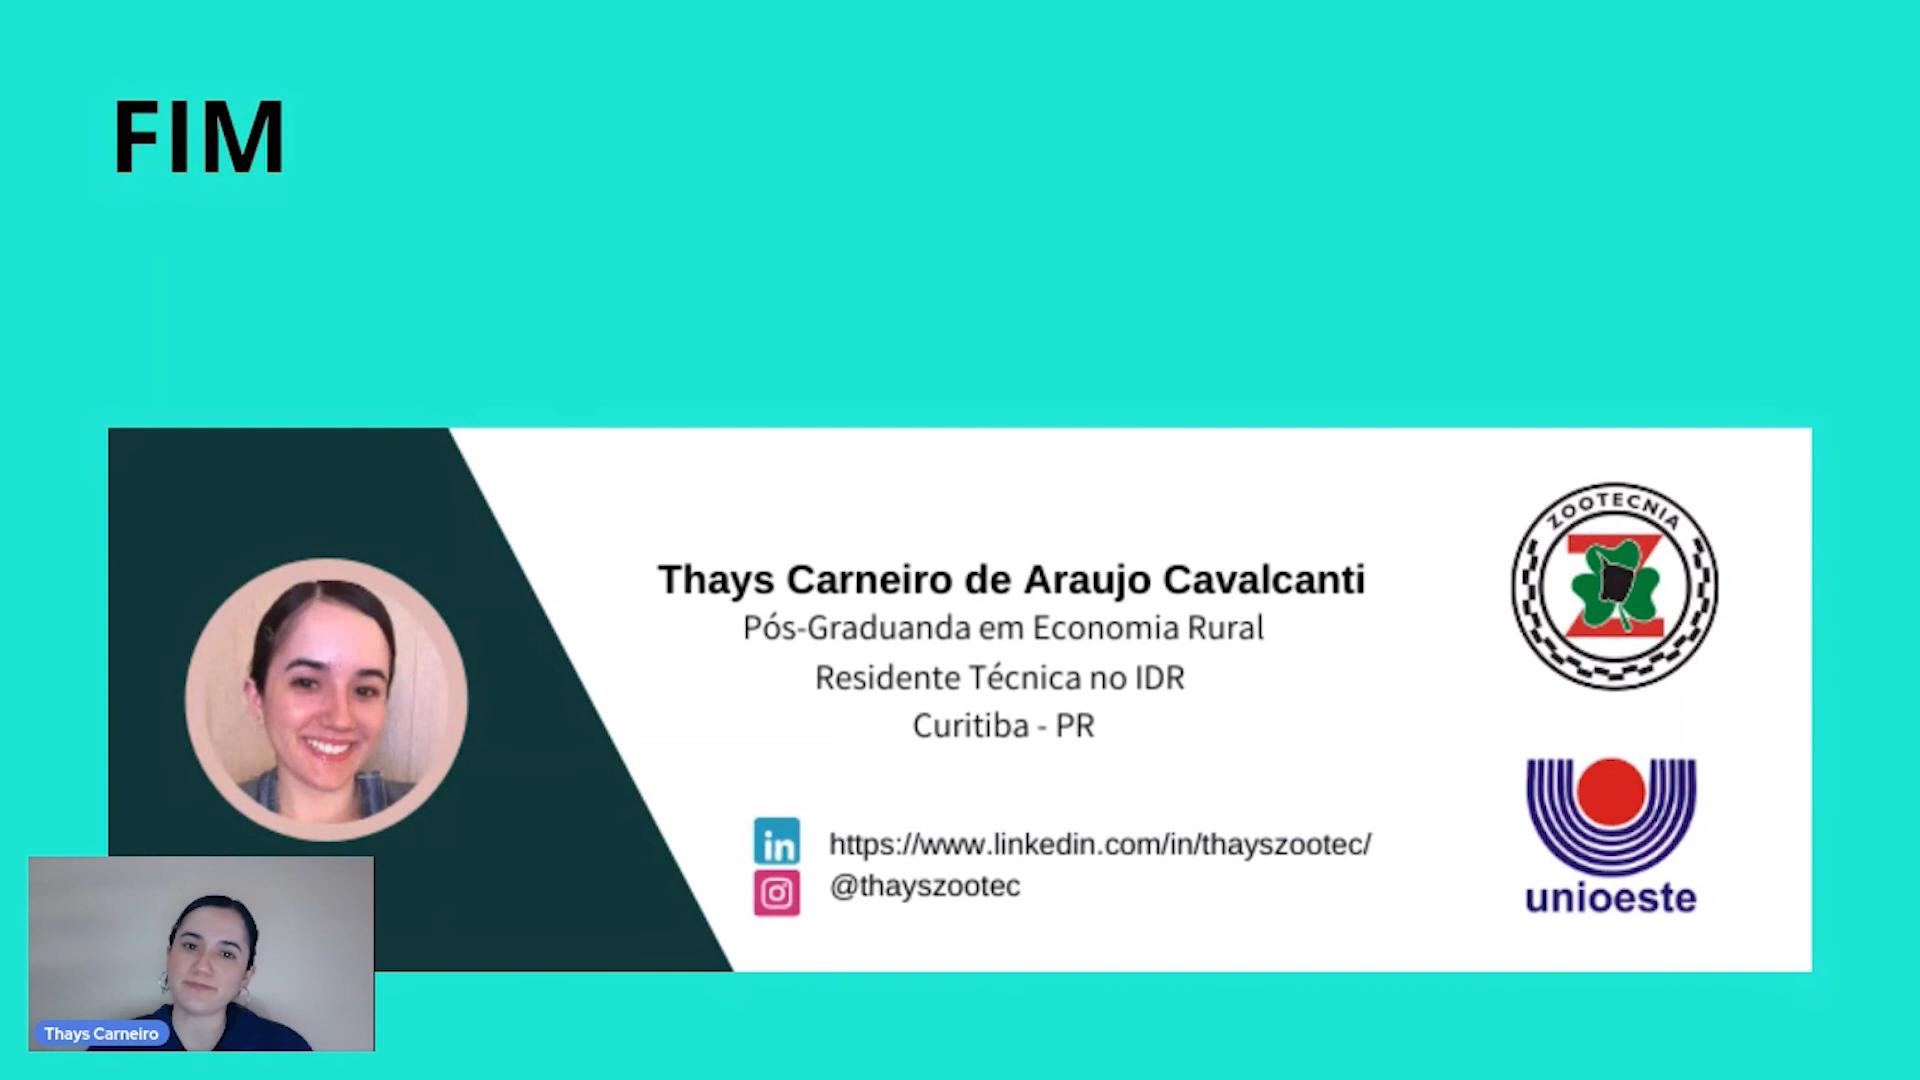 FIM
Thays Carneiro de Araujo Cavalcanti
Pós-Graduanda em Economia Rural
Residente Técnica no IDR
Curitiba - PR
in https://www.linkedin.com/in/thayszootec/
@thayszootec
ZOOTECNIA
Z
unioeste
Thays Carneiro